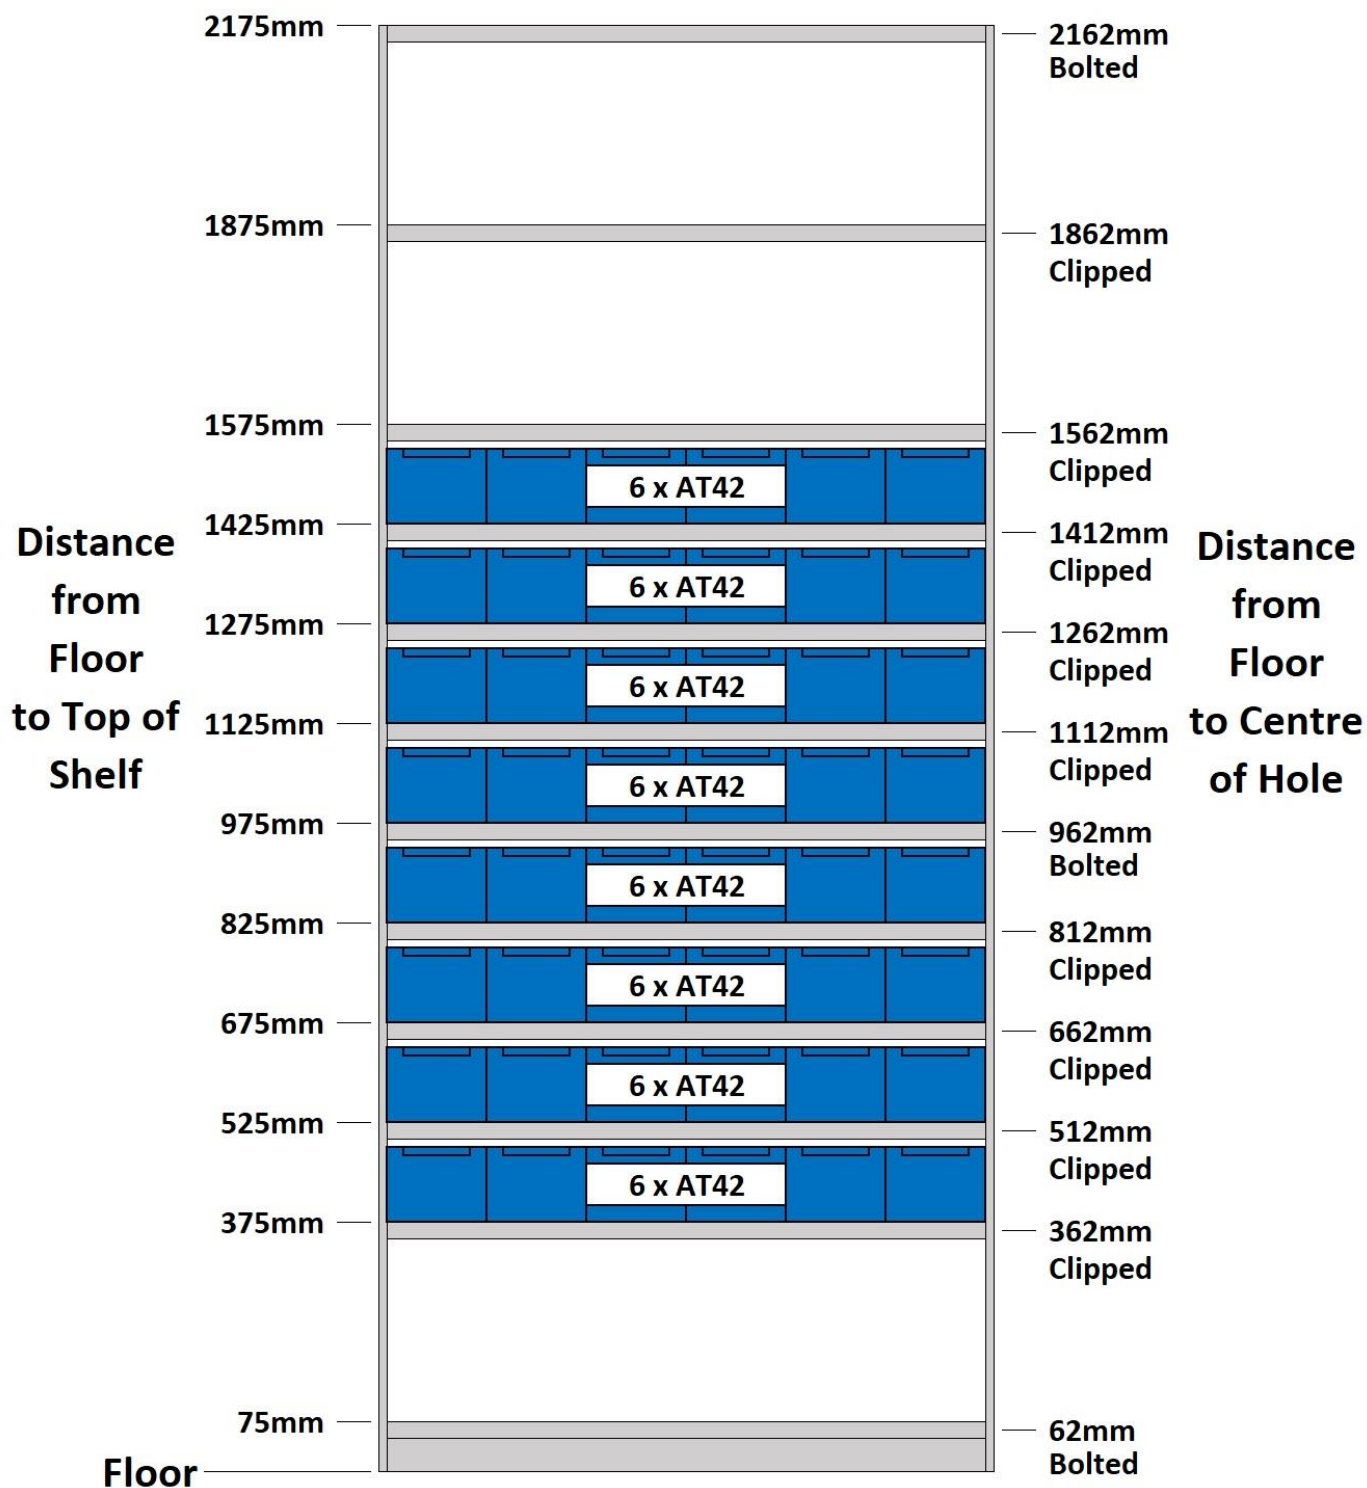 2175mm
2162mm
Bolted
1875mm
1862mm
Clipped
1575mm
1562mm
Clipped
6 x AT42
1425mm
1412mm
Clipped
Distance
from
Floor
to Top of
Shelf
Distance
from
Floor
to Centre
of Hole
6 x AT42
1275mm
1262mm
Clipped
6 x AT42
1125mm
1112mm
Clipped
6 x AT42
975mm
962mm
Bolted
6 x AT42
825mm
812mm
Clipped
6 x AT42
675mm
662mm
Clipped
6 x AT42
525mm
512mm
Clipped
6 x AT42
375mm
362mm
Clipped
75mm
62mm
Bolted
Floor